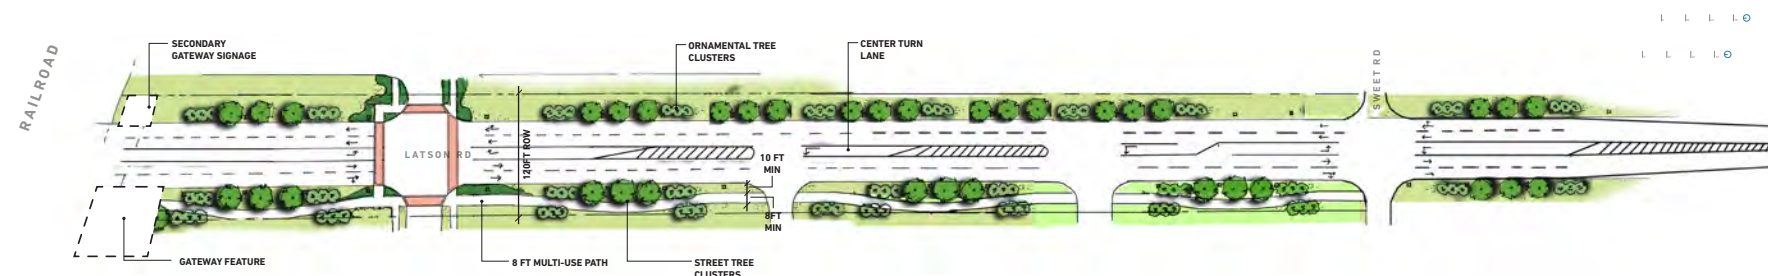 RAILROAD
SECONDARY
GATEWAY SIGNAGE
ORNAMENTAL TREE
CLUSTERS
CENTER TURN
LANE
SWEET RD
LATSON RD
120FT ROW
10 FT
MIN
8FT
MIN
GATEWAY FEATURE
8 FT MULTI-USE PATH
STREET TREE
CLUSTERS